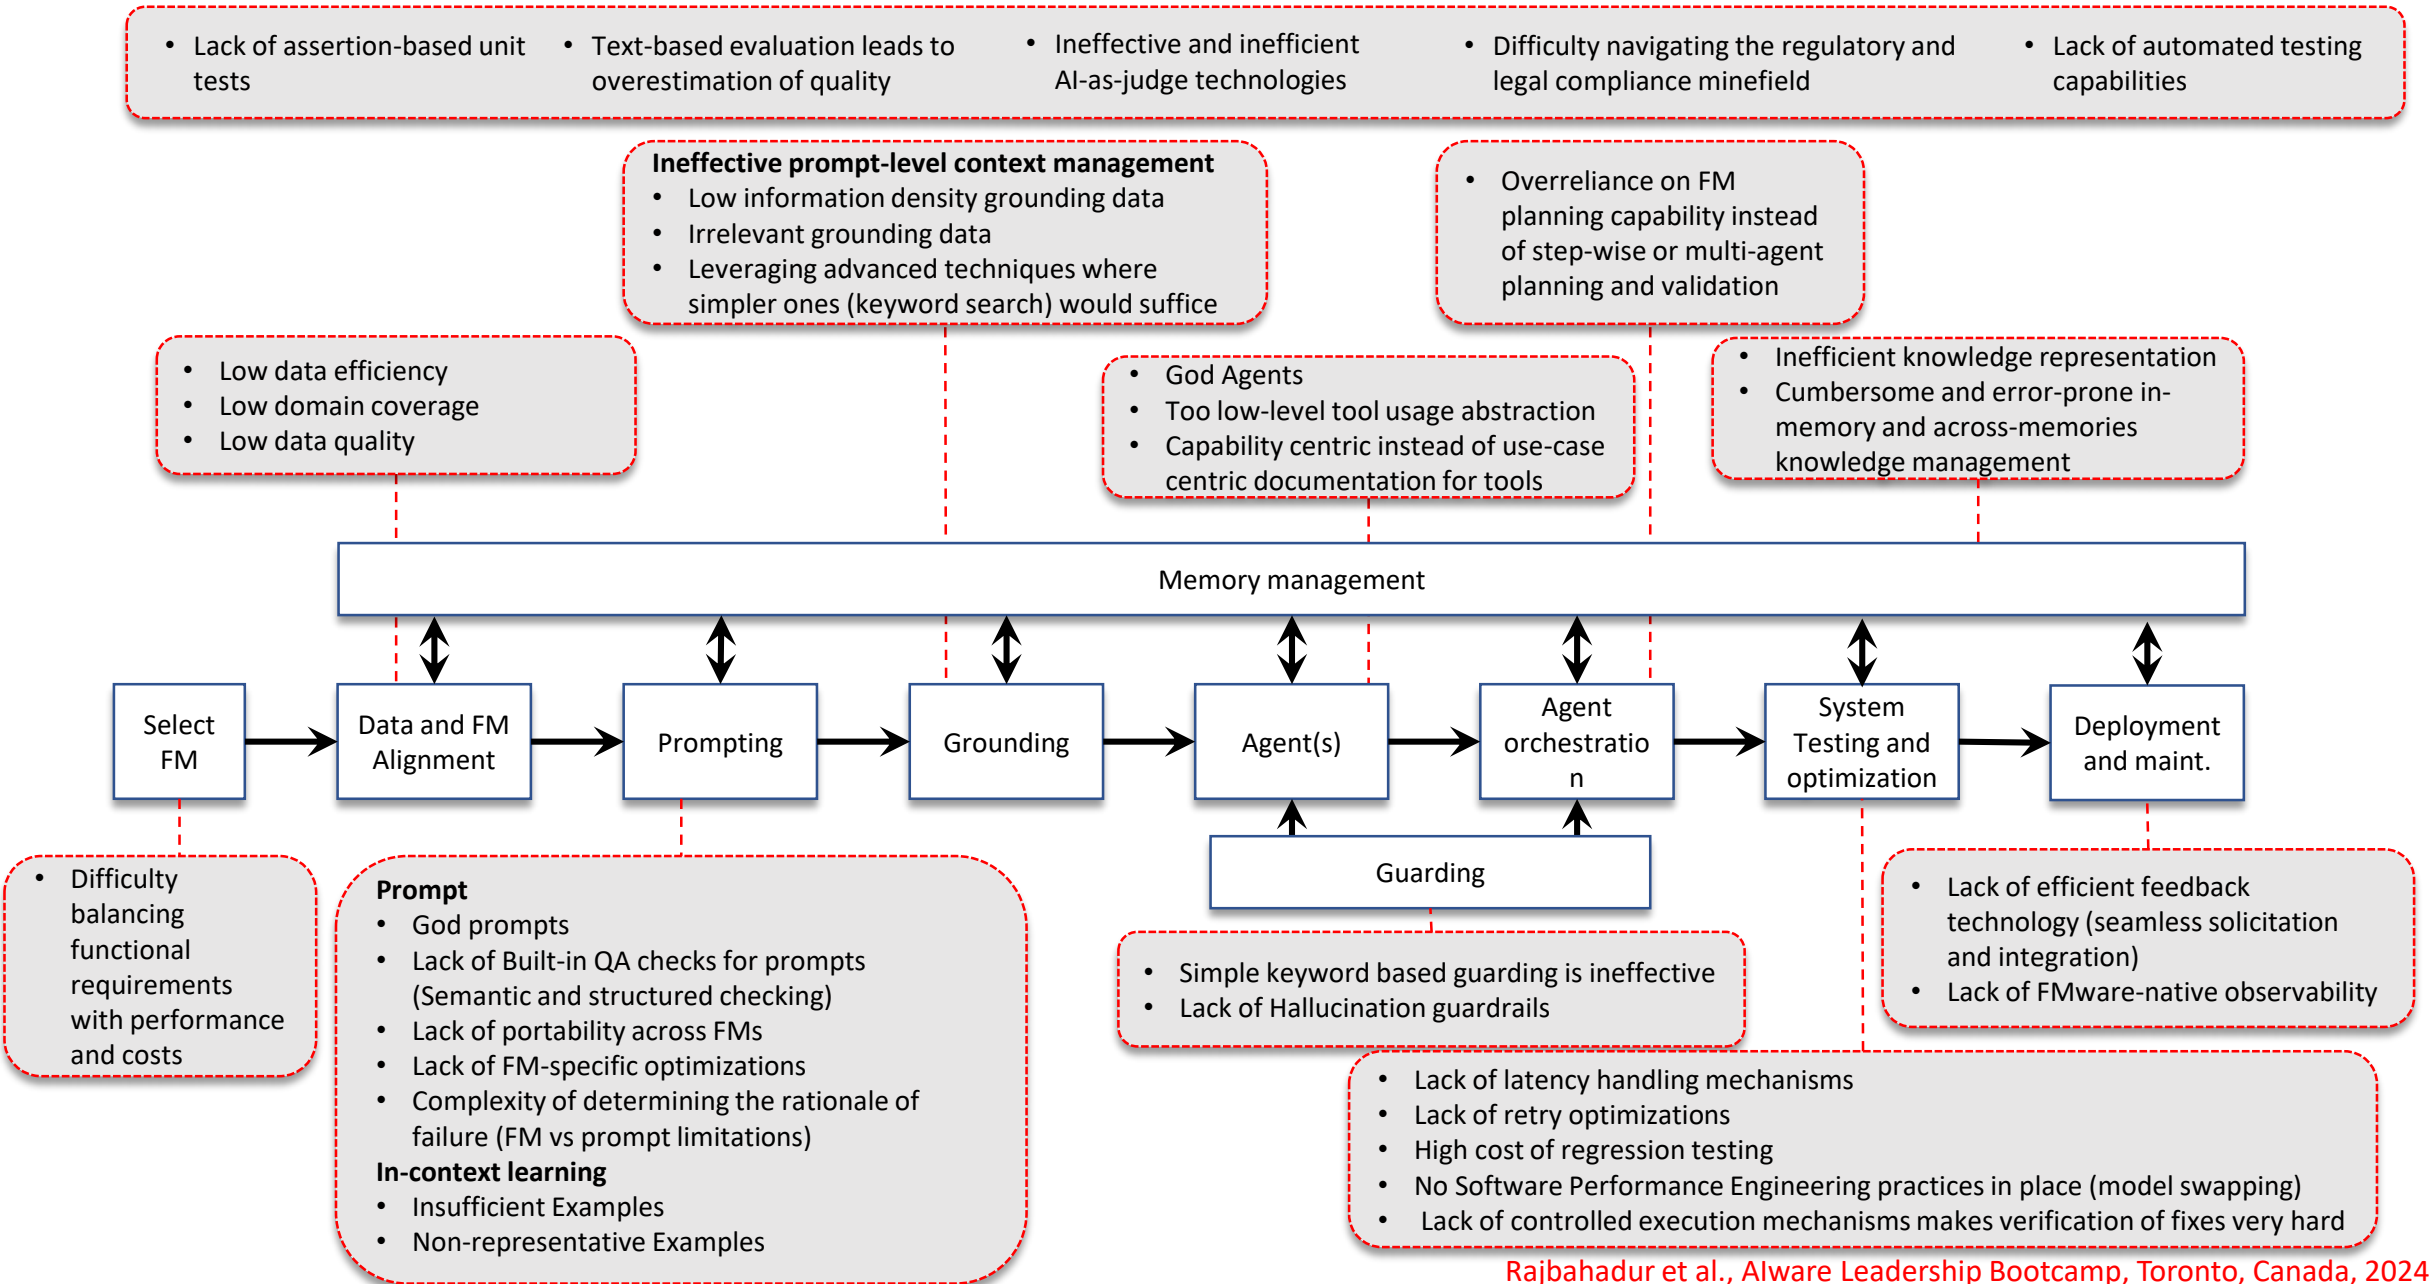 • Lack of assertion-based unit
tests
• Text-based evaluation leads to
overestimation of quality
• Ineffective and inefficient
AI-as-judge technologies
• Difficulty navigating the regulatory and
legal compliance minefield
• Lack of automated testing
capabilities
Ineffective prompt-level context management
• Low information density grounding data
• Irrelevant grounding data
• Leveraging advanced techniques where
simpler ones (keyword search) would suffice
• Overreliance on FM
planning capability instead
of step-wise or multi-agent
planning and validation
• Low data efficiency
• Low domain coverage
• Low data quality
• God Agents
• Too low-level tool usage abstraction
• Capability centric instead of use-case
centric documentation for tools
• Inefficient knowledge representation
• Cumbersome and error-prone in-
memory and across-memories
knowledge management
Memory management
Select
FM
Data and FM
Alignment
Prompting
Grounding
Agent(s)
Agent
orchestratio
n
System
Testing and
optimization
Deployment
and maint.
Guarding
• Difficulty
balancing
functional
requirements
with performance
and costs
Prompt
• God prompts
• Lack of Built-in QA checks for prompts
(Semantic and structured checking)
• Lack of portability across FMs
• Lack of FM-specific optimizations
• Complexity of determining the rationale of
failure (FM vs prompt limitations)
In-context learning
• Insufficient Examples
• Non-representative Examples
• Simple keyword based guarding is ineffective
• Lack of Hallucination guardrails
• Lack of efficient feedback
technology (seamless solicitation
and integration)
• Lack of FMware-native observability
• Lack of latency handling mechanisms
• Lack of retry optimizations
• High cost of regression testing
• No Software Performance Engineering practices in place (model swapping)
• Lack of controlled execution mechanisms makes verification of fixes very hard
Rajbahadur et al., AIware Leadership Bootcamp, Toronto, Canada, 2024